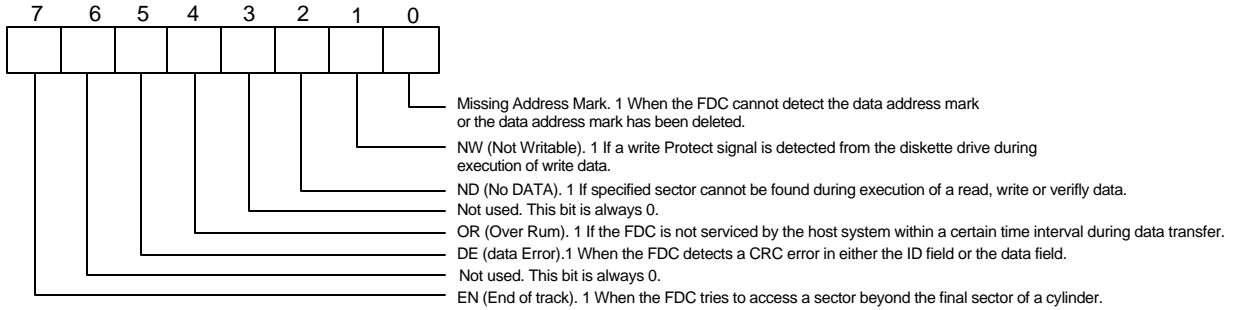 7 6 5 4 3 2 1 0
Missing Address Mark. 1 When the FDC cannot detect the data address mark
or the data address mark has been deleted.
NW (Not Writable). 1 If a write Protect signal is detected from the diskette drive during
execution of write data.
ND (No DATA). 1 If specified sector cannot be found during execution of a read, write or verifly data.
Not used. This bit is always 0.
OR (Over Rum). 1 If the FDC is not serviced by the host system within a certain time interval during data transfer.
DE (data Error).1 When the FDC detects a CRC error in either the ID field or the data field.
Not used. This bit is always 0.
EN (End of track). 1 When the FDC tries to access a sector beyond the final sector of a cylinder.